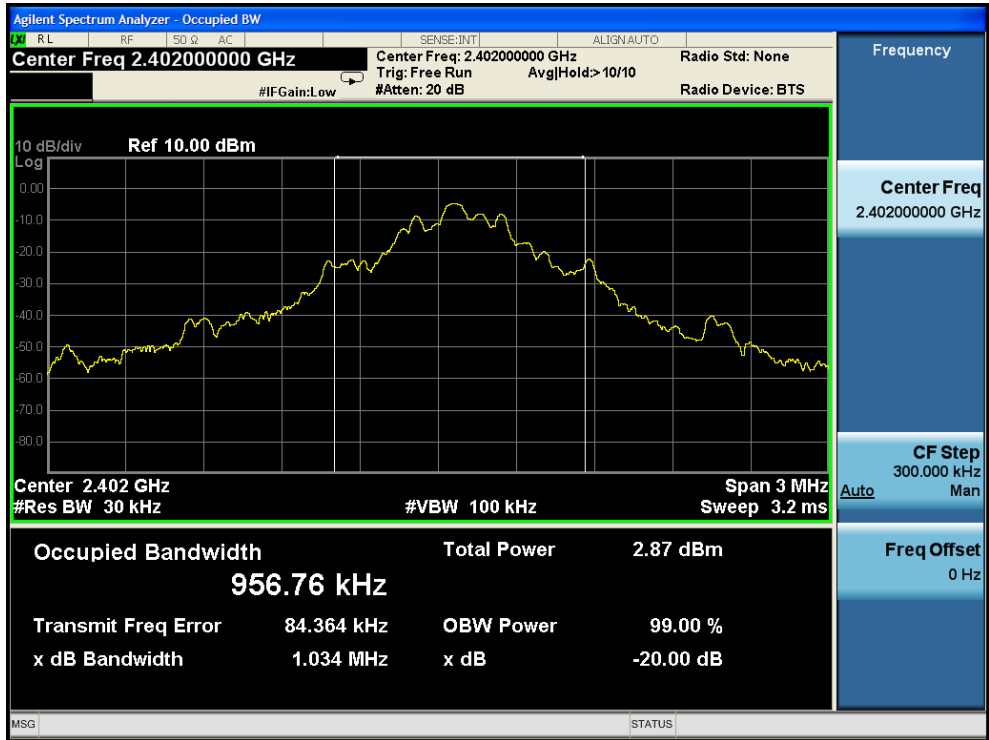 Agilent Spectrum Analyzer - Occupied BW
LXI RL RF 50 Ω AC SENSE:INT ALIGN AUTO
Center Freq 2.402000000 GHz
#IFGain:Low
Center Freq: 2.402000000 GHz
Trig: Free Run Avg|Hold:> 10/10
#Atten: 20 dB
Radio Std: None
Radio Device: BTS
10 dB/div Ref 10.00 dBm
Log
0.00
-10.0
-20.0
-30.0
-40.0
-50.0
-60.0
-70.0
-80.0
Center 2.402 GHz Span 3 MHz
#Res BW 30 kHz #VBW 100 kHz Sweep 3.2 ms
Occupied Bandwidth Total Power 2.87 dBm
956.76 kHz
Transmit Freq Error 84.364 kHz OBW Power 99.00 %
x dB Bandwidth 1.034 MHz x dB -20.00 dB
Frequency
Center Freq
2.402000000 GHz
CF Step
300.000 kHz
Auto Man
Freq Offset
0 Hz
MSG STATUS